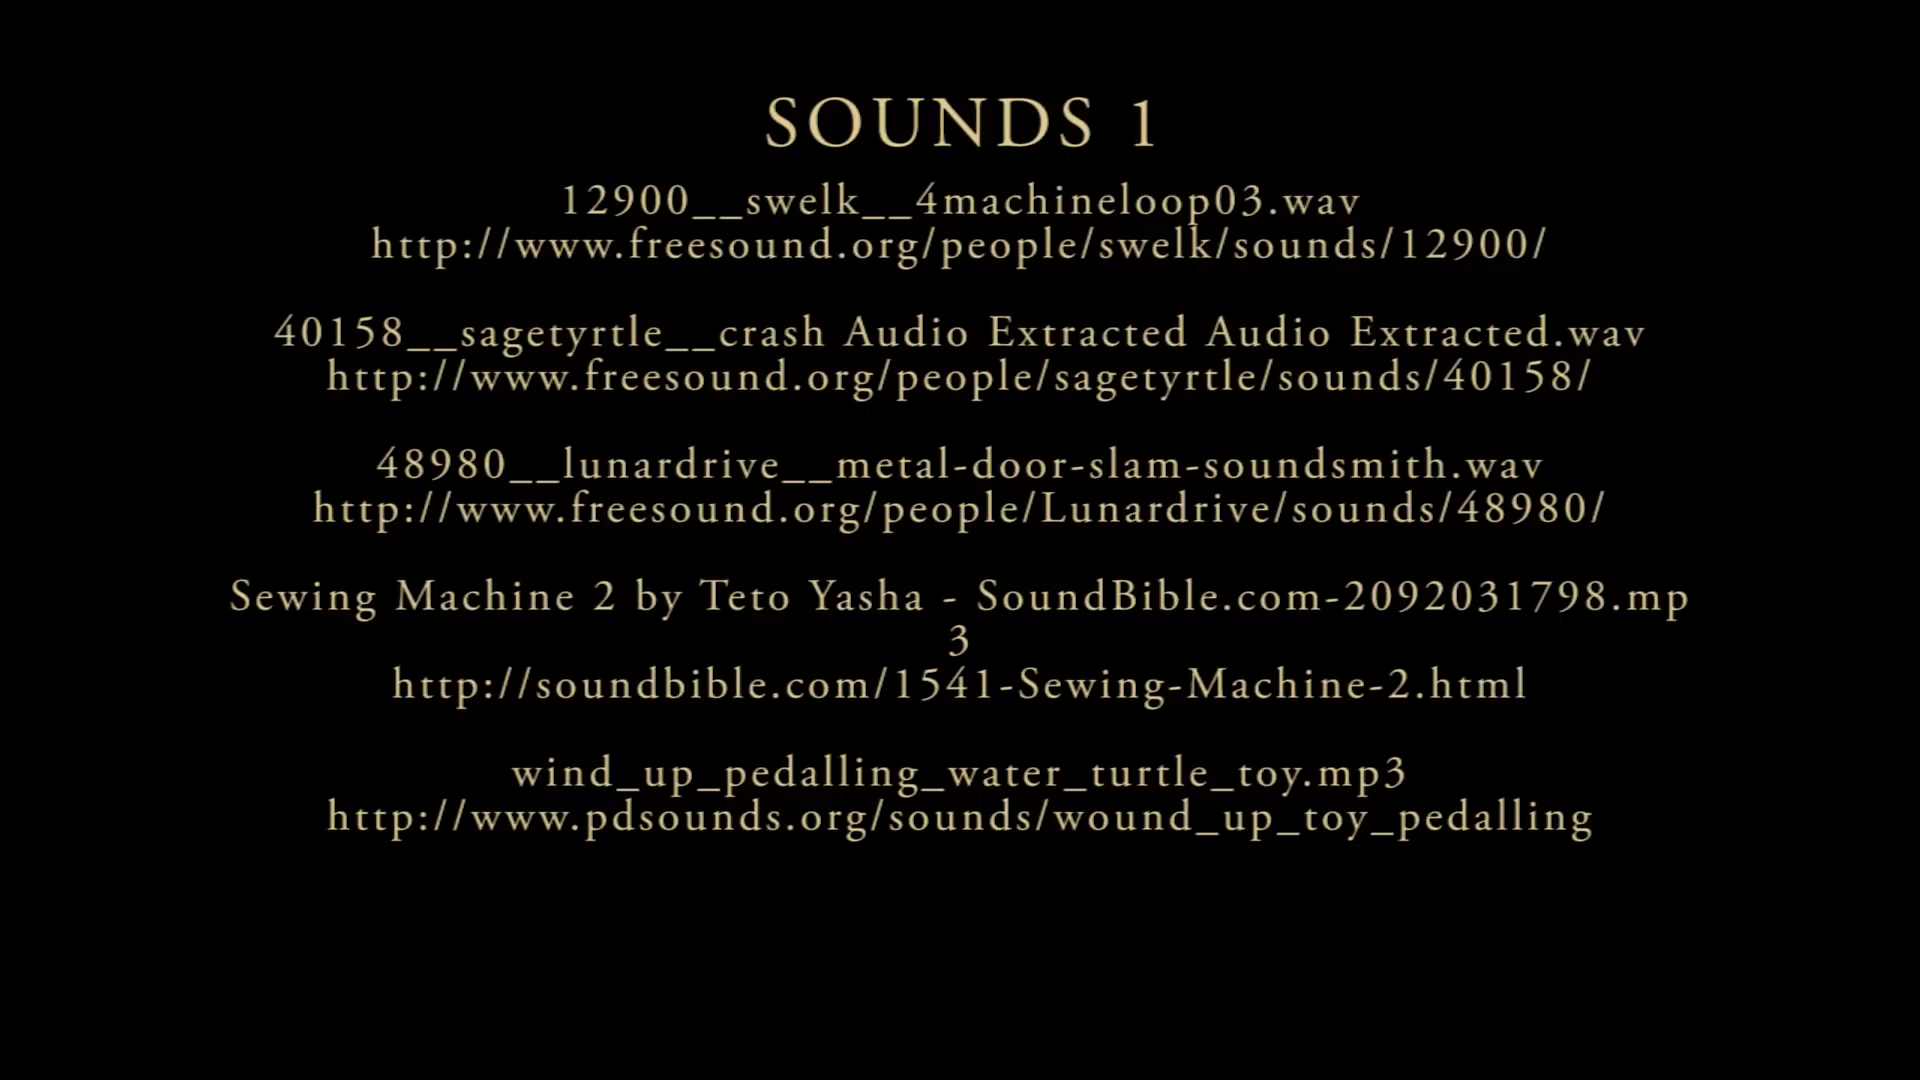 SOUNDS 1
12900__swelk__4machineloop03.wav
http://www.freesound.org/people/swelk/sounds/12900/
40158__sagetyrtle__crash Audio Extracted Audio Extracted.wav
http://www.freesound.org/people/sagetyrtle/sounds/40158/
48980__lunardrive__metal-door-slam-soundsmith.wav
http://www.freesound.org/people/Lunardrive/sounds/48980/
Sewing Machine 2 by Teto Yasha - SoundBible.com-2092031798.mp
3
http://soundbible.com/1541-Sewing-Machine-2.html
wind_up_pedalling_water_turtle_toy.mp3
http://www.pdsounds.org/sounds/wound_up_toy_pedalling